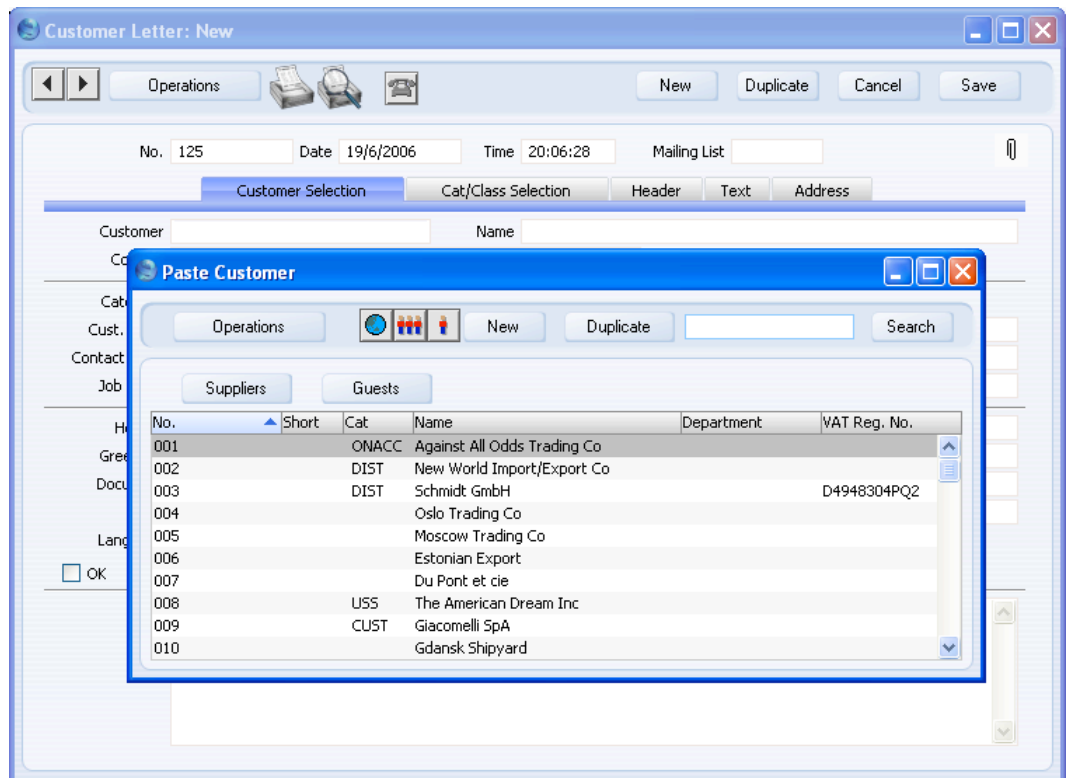 Customer Letter: New
Operations New Duplicate Cancel Save
No. 125 Date 19/6/2006 Time 20:06:28 Mailing List
Customer Selection Cat/Class Selection Header Text Address
Customer Name
Paste Customer
Cust.
Operations New Duplicate Search
Contact
Job
Suppliers Guests
No. Short Cat Name Department VAT Reg. No.
001 ONACC Against All Odds Trading Co
002 DIST New World Import/Export Co
003 DIST Schmidt GmbH D4948304PQ2
004 Oslo Trading Co
005 Moscow Trading Co
006 Estonian Export
OK
007 Du Pont et cie
008 USS The American Dream Inc
009 CUST Giacomelli SpA
010 Gdansk Shipyard